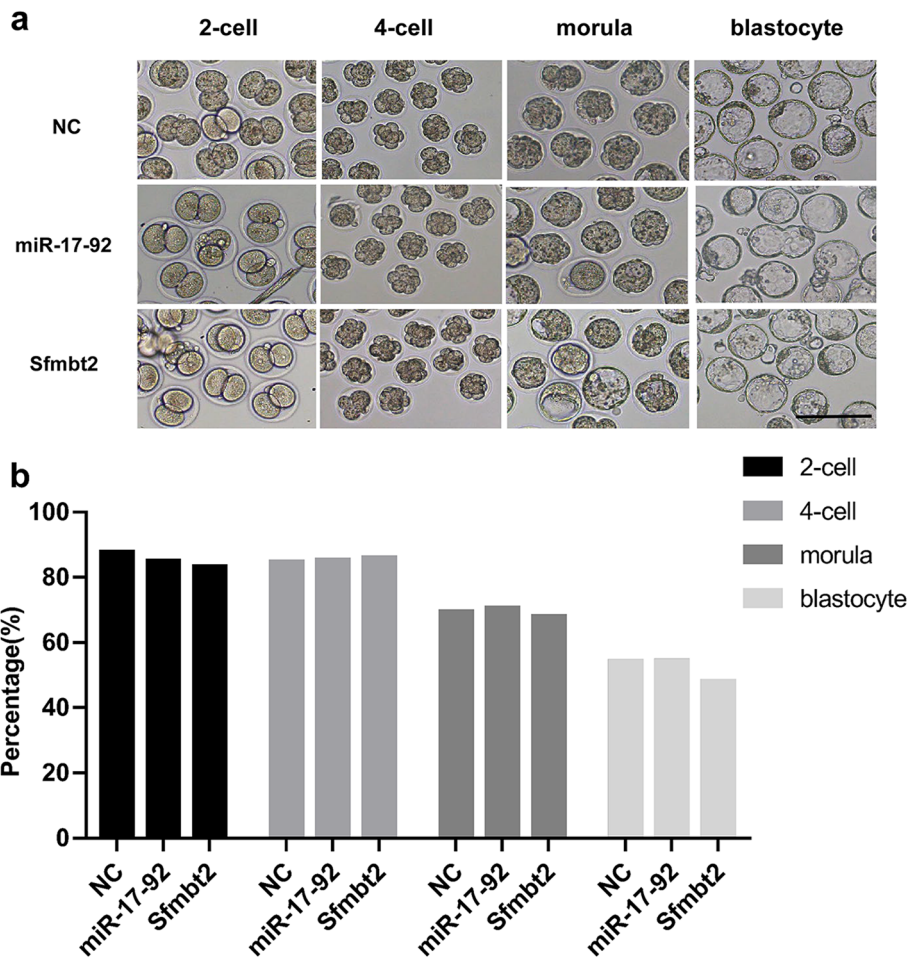 a
2-cell 4-cell morula blastocyte
NC
miR-17-92
Sfmbt2
b
2-cell
4-cell
morula
blastocyte
Percentage(%)
100
80
60
40
20
0
NC miR-17-92 Sfmbt2 NC miR-17-92 Sfmbt2 NC miR-17-92 Sfmbt2 NC miR-17-92 Sfmbt2